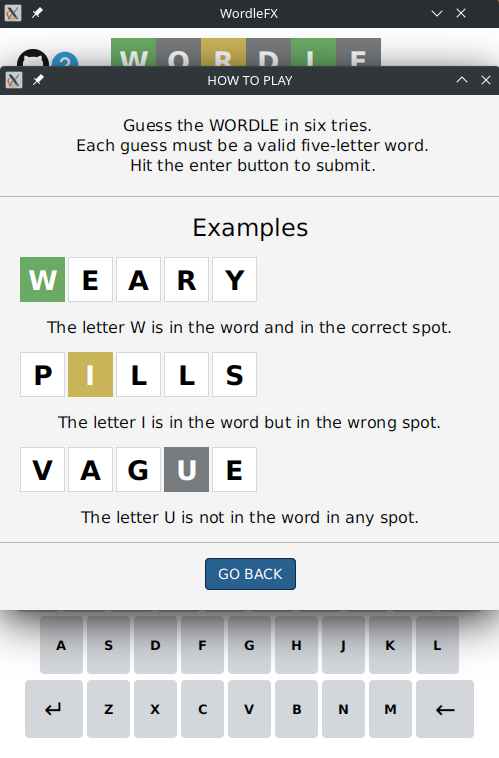 WordleFX
WORDLE
HOW TO PLAY
Guess the WORDLE in six tries.
Each guess must be a valid five-letter word.
Hit the enter button to submit.
Examples
W E A R Y
The letter W is in the word and in the correct spot.
P I L L S
The letter I is in the word but in the wrong spot.
V A G U E
The letter U is not in the word in any spot.
GO BACK
A S D F G H J K L
↵ Z X C V B N M ←